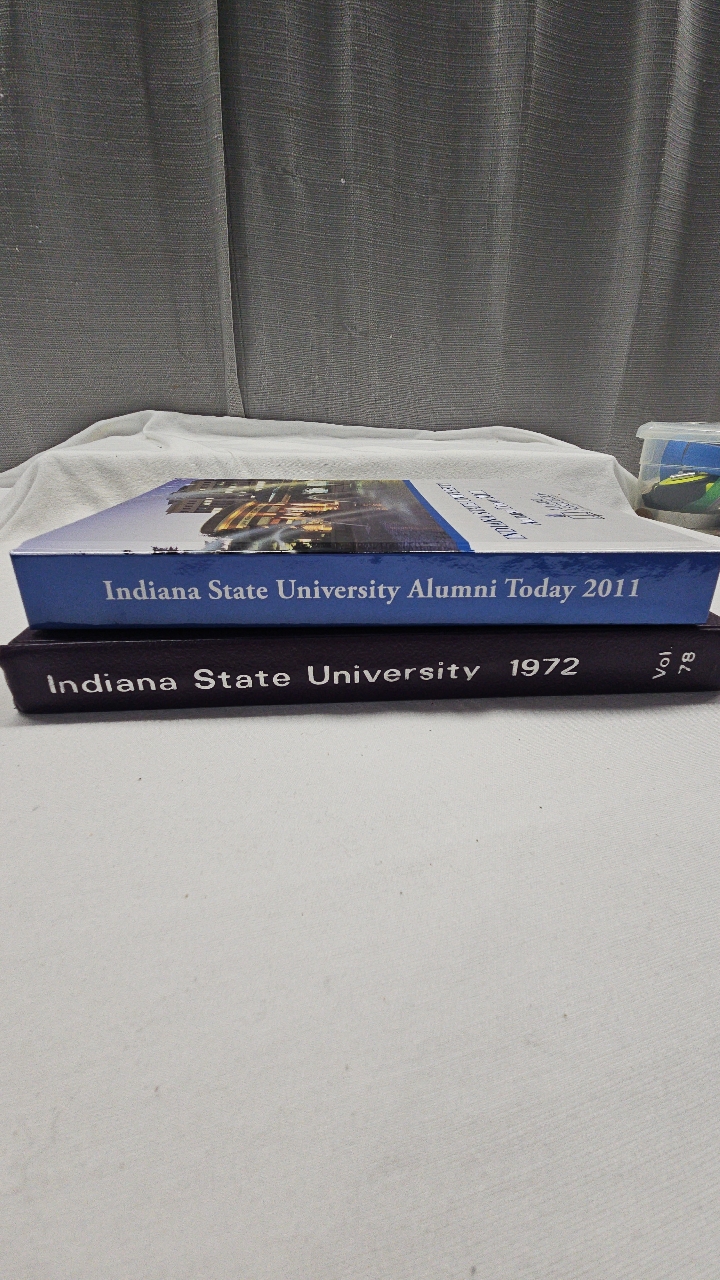 Indiana State University Alumni Today 2011
Indiana State University 1972
Vol
78